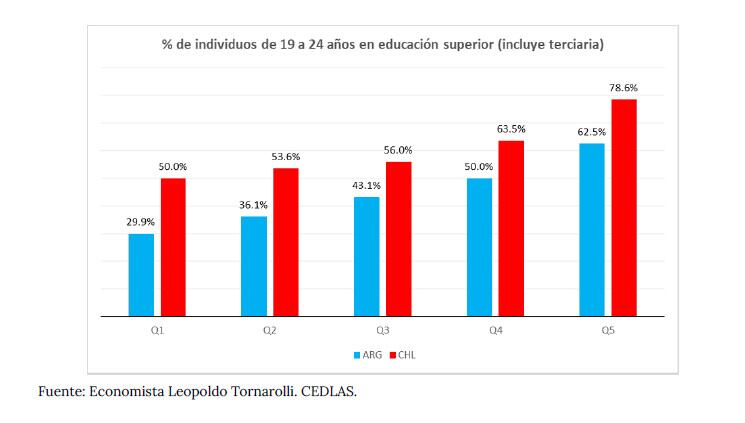 % de individuos de 19 a 24 años en educación superior (incluye terciaria)
78.6%
63.5%
62.5%
56.0%
53.6%
50.0%
50.0%
43.1%
36.1%
29.9%
Q1 Q2 Q3 Q4 Q5
ARG CHL
Fuente: Economista Leopoldo Tornarolli. CEDLAS.